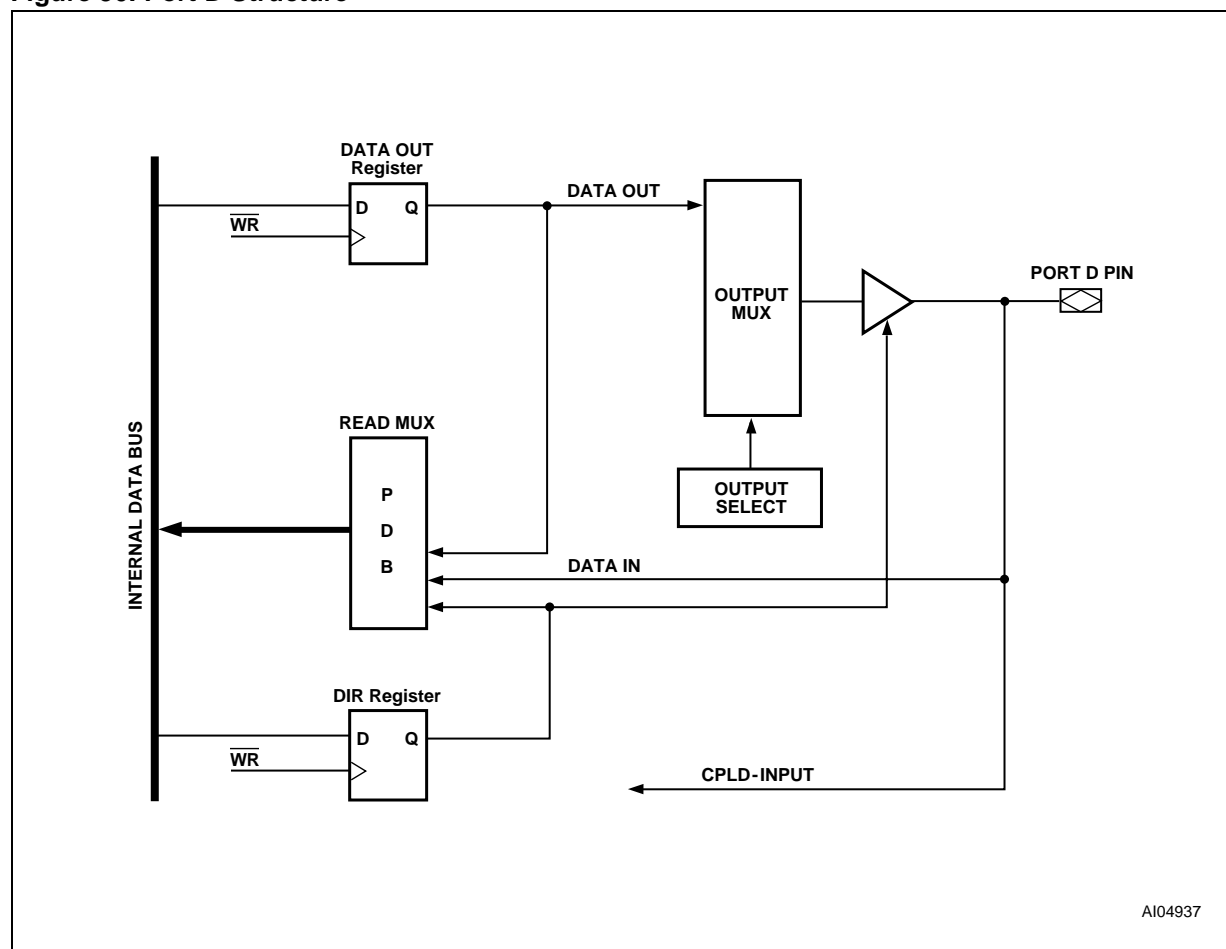 DATA OUT
Register
D Q
WR
DATA OUT
OUTPUT
MUX
PORT D PIN
READ MUX
P
D
B
INTERNAL DATA BUS
OUTPUT
SELECT
DATA IN
DIR Register
D Q
WR
CPLD-INPUT
AI04937